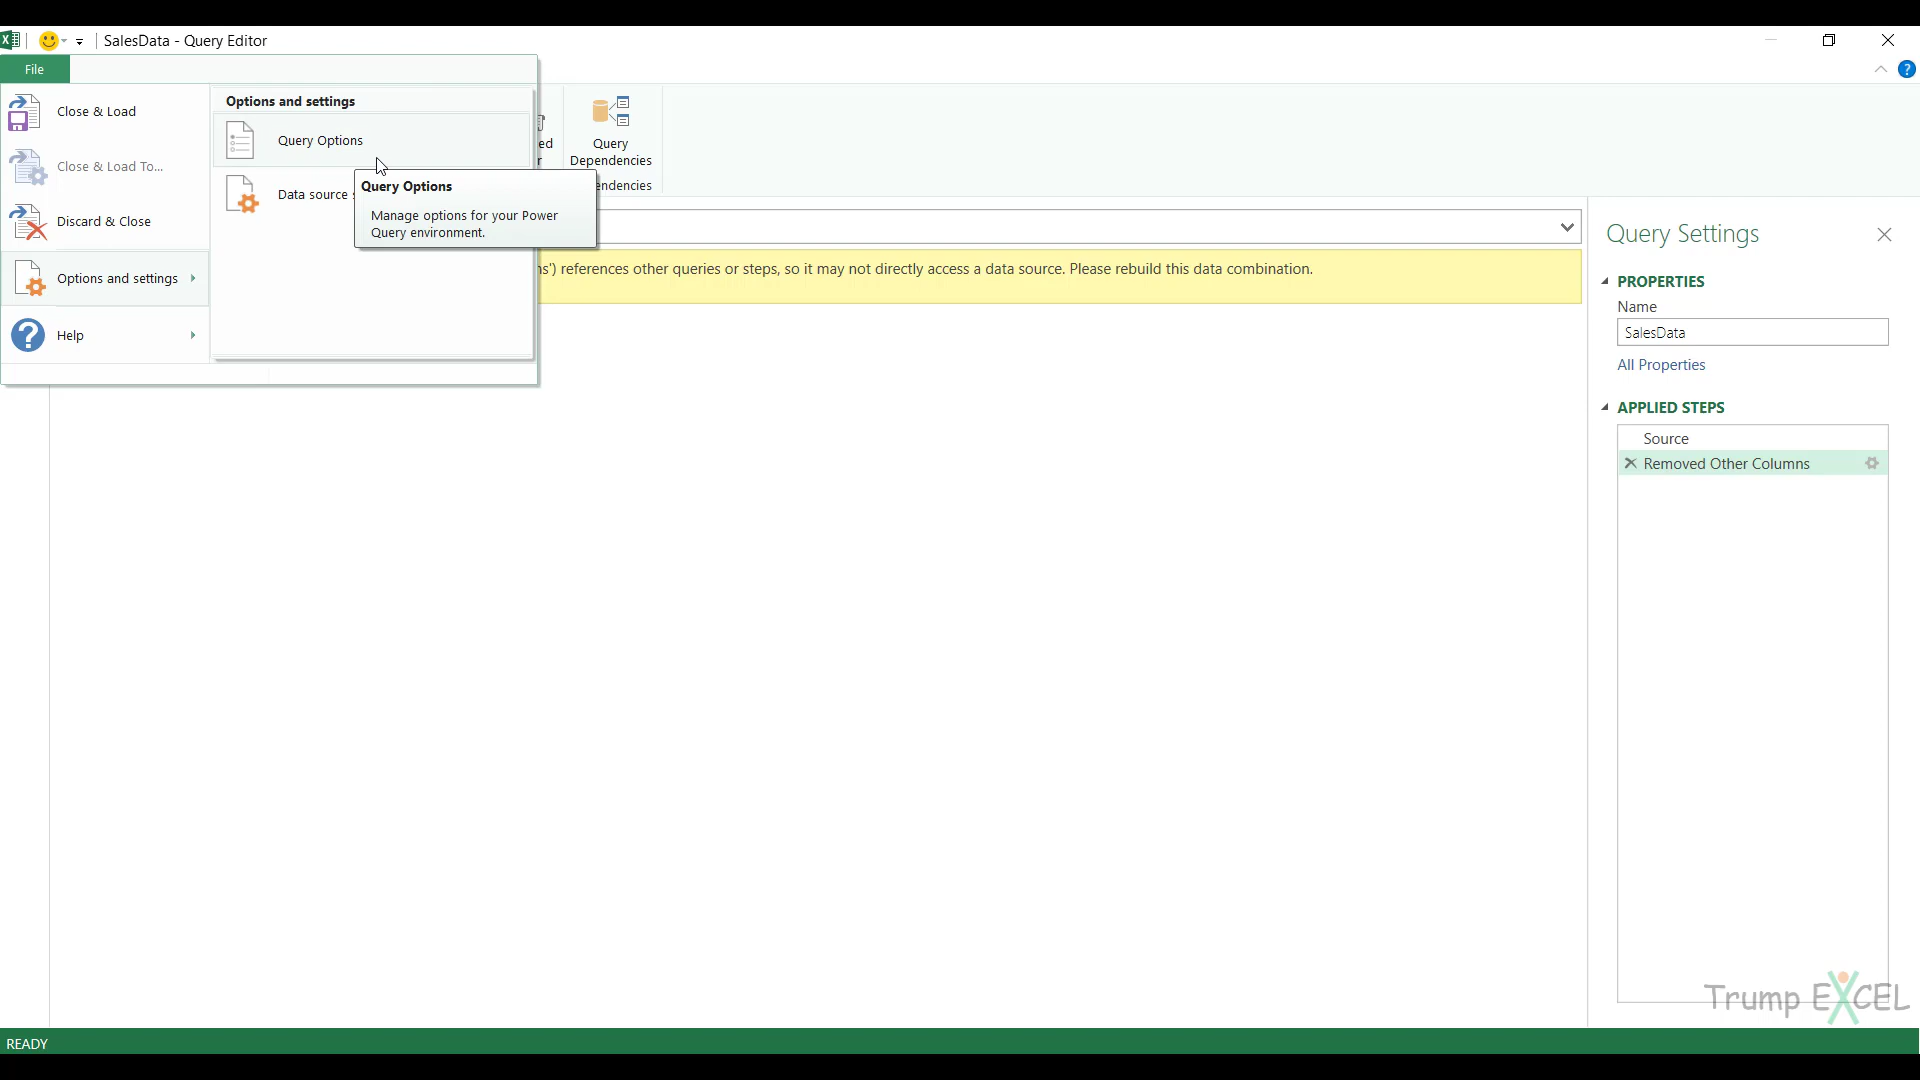 SalesData - Query Editor
File
?
Close & Load
Close & Load To...
Discard & Close
Options and settings
Help
Options and settings
Query Options
Data source
Query Options
Manage options for your Power
Query environment.
Query
Dependencies
references other queries or steps, so it may not directly access a data source. Please rebuild this data combination.
Query Settings
PROPERTIES
Name
SalesData
All Properties
APPLIED STEPS
Source
Removed Other Columns
Trump EXCEL
READY